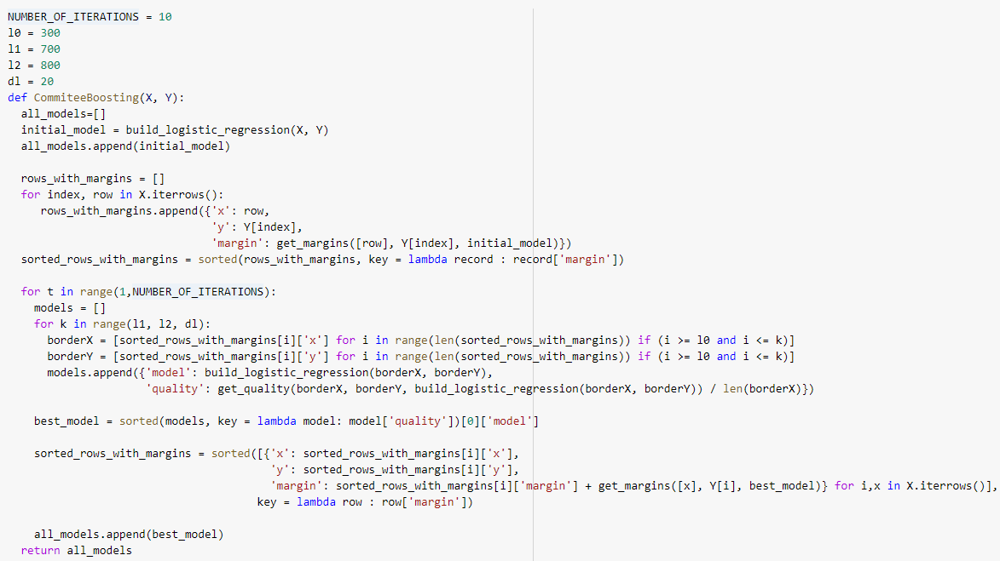 NUMBER_OF_ITERATIONS = 10
l0 = 300
l1 = 700
l2 = 800
dl = 20
def CommiteeBoosting(X, Y):
  all_models=[]
  initial_model = build_logistic_regression(X, Y)
  all_models.append(initial_model)

  rows_with_margins = []
  for index, row in X.iterrows():
     rows_with_margins.append({'x': row,
                               'y': Y[index],
                               'margin': get_margins([row], Y[index], initial_model)})
  sorted_rows_with_margins = sorted(rows_with_margins, key = lambda record : record['margin'])

  for t in range(1,NUMBER_OF_ITERATIONS):
    models = []
    for k in range(l1, l2, dl):
      borderX = [sorted_rows_with_margins[i]['x'] for i in range(len(sorted_rows_with_margins)) if (i >= l0 and i <= k)]
      borderY = [sorted_rows_with_margins[i]['y'] for i in range(len(sorted_rows_with_margins)) if (i >= l0 and i <= k)]
      models.append({'model': build_logistic_regression(borderX, borderY),
                     'quality': get_quality(borderX, borderY, build_logistic_regression(borderX, borderY)) / len(borderX)})

    best_model = sorted(models, key = lambda model: model['quality'])[0]['model']

    sorted_rows_with_margins = sorted([{'x': sorted_rows_with_margins[i]['x'],
                                        'y': sorted_rows_with_margins[i]['y'],
                                        'margin': sorted_rows_with_margins[i]['margin'] + get_margins([x], Y[i], best_model)} for i,x in X.iterrows()],
                                      key = lambda row : row['margin'])

    all_models.append(best_model)
  return all_models